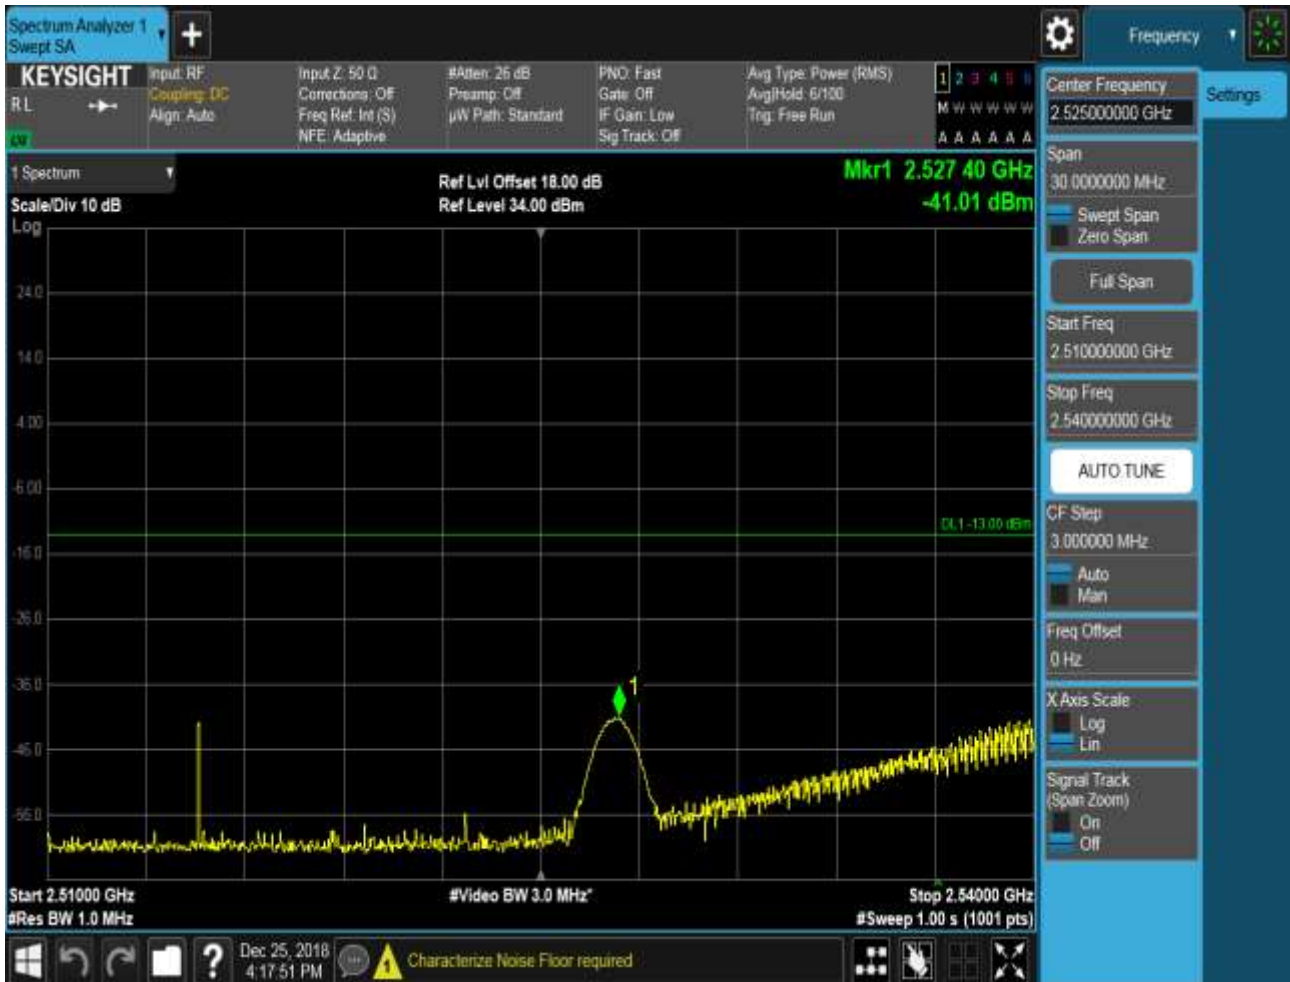 Spectrum Analyzer 1
Swept SA
Frequency
KEYSIGHT
RL
Input: RF
Coupling: DC
Align: Auto
Input Z: 50 Ω
Corrections: Off
Freq Ref: Int (S)
NFE: Adaptive
#Atten: 26 dB
Preamp: Off
µW Path: Standard
PNO: Fast
Gate: Off
IF Gain: Low
Sig Track: Off
Avg Type: Power (RMS)
Avg|Hold: 6/100
Trig: Free Run
1 2 3 4 5 6
M W W W W W
A A A A A A
Center Frequency
2.525000000 GHz
Settings
Span
30.0000000 MHz
Swept Span
Zero Span
Full Span
Start Freq
2.510000000 GHz
Stop Freq
2.540000000 GHz
AUTO TUNE
CF Step
3.000000 MHz
Auto
Man
Freq Offset
0 Hz
X Axis Scale
Log
Lin
Signal Track
(Span Zoom)
On
Off
1 Spectrum
Scale/Div 10 dB
Log
Ref Lvl Offset 18.00 dB
Ref Level 34.00 dBm
Mkr1 2.527 40 GHz
-41.01 dBm
24.0
14.0
4.00
-6.00
DL1 -13.00 dBm
-16.0
-26.0
-36.0
1
-46.0
-56.0
Start 2.51000 GHz
#Video BW 3.0 MHz*
Stop 2.54000 GHz
#Res BW 1.0 MHz
#Sweep 1.00 s (1001 pts)
Dec 25, 2018
4:17:51 PM
Characterize Noise Floor required